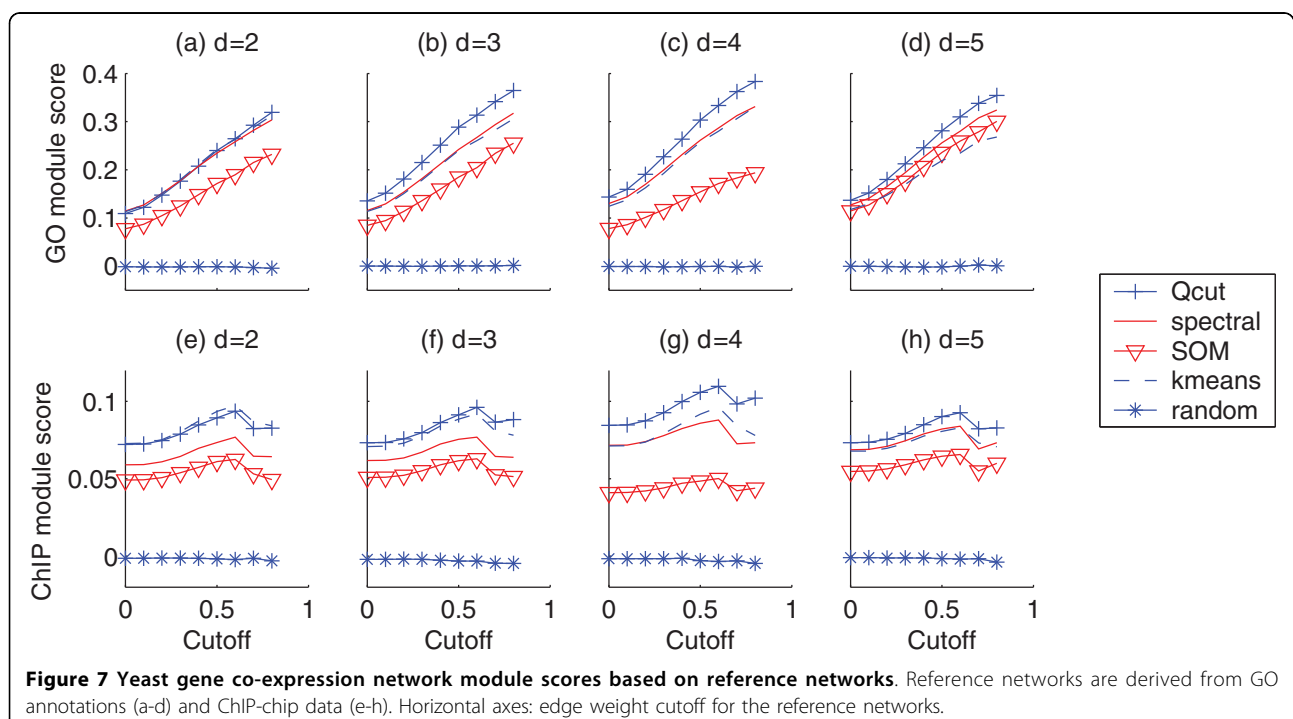 (a) d=2
(b) d=3
(c) d=4
(d) d=5
GO module score
0.4
0.3
0.2
0.1
0
(e) d=2
(f) d=3
(g) d=4
(h) d=5
ChIP module score
0.1
0.05
0
0 0.5 1
0 0.5 1
0 0.5 1
0 0.5 1
Cutoff
Cutoff
Cutoff
Cutoff
Qcut
spectral
SOM
kmeans
random
Figure 7 Yeast gene co-expression network module scores based on reference networks. Reference networks are derived from GO
annotations (a-d) and ChIP-chip data (e-h). Horizontal axes: edge weight cutoff for the reference networks.